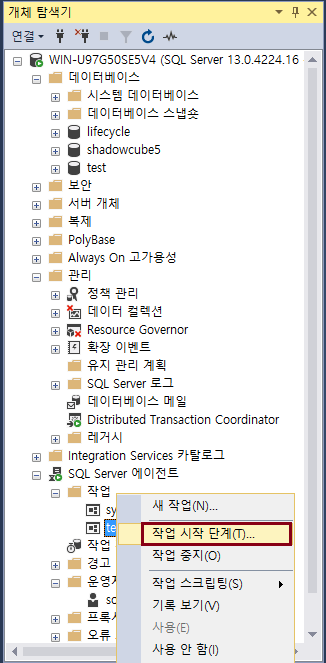 개체 탐색기
연결
WIN-U97G50SE5V4 (SQL Server 13.0.4224.16
데이터베이스
시스템 데이터베이스
데이터베이스 스냅숏
lifecycle
shadowcube5
test
보안
서버 개체
복제
PolyBase
Always On 고가용성
관리
정책 관리
데이터 컬렉션
Resource Governor
확장 이벤트
유지 관리 계획
SQL Server 로그
데이터베이스 메일
Distributed Transaction Coordinator
레거시
Integration Services 카탈로그
SQL Server 에이전트
작업
sy
새 작업(N)...
te
작업 시작 단계(T)...
작업
작업 중지(O)
경고
작업 스크립팅(S)
운영자
기록 보기(V)
사용(E)
프록시
오류
사용 안 함(I)